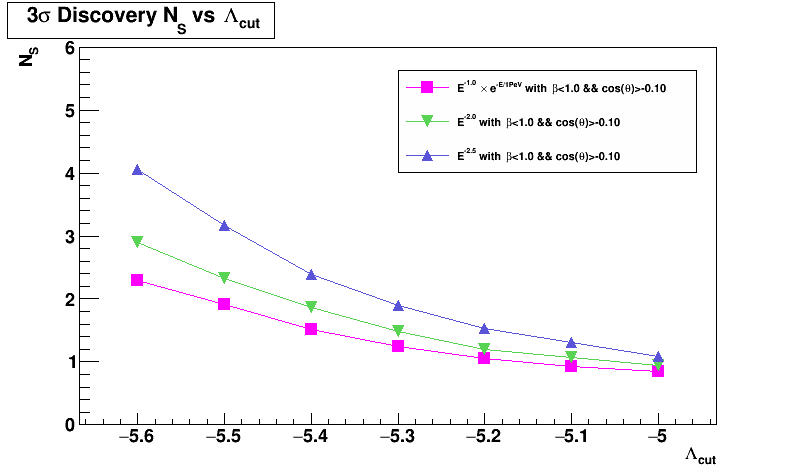 3σ Discovery N_S vs Λ_cut
N_S
6
5
4
3
2
1
0
E^-1.0 × e^-E/1PeV with β<1.0 && cos(θ)>-0.10
E^-2.0 with β<1.0 && cos(θ)>-0.10
E^-2.5 with β<1.0 && cos(θ)>-0.10
−5.6 −5.5 −5.4 −5.3 −5.2 −5.1 −5
Λ_cut